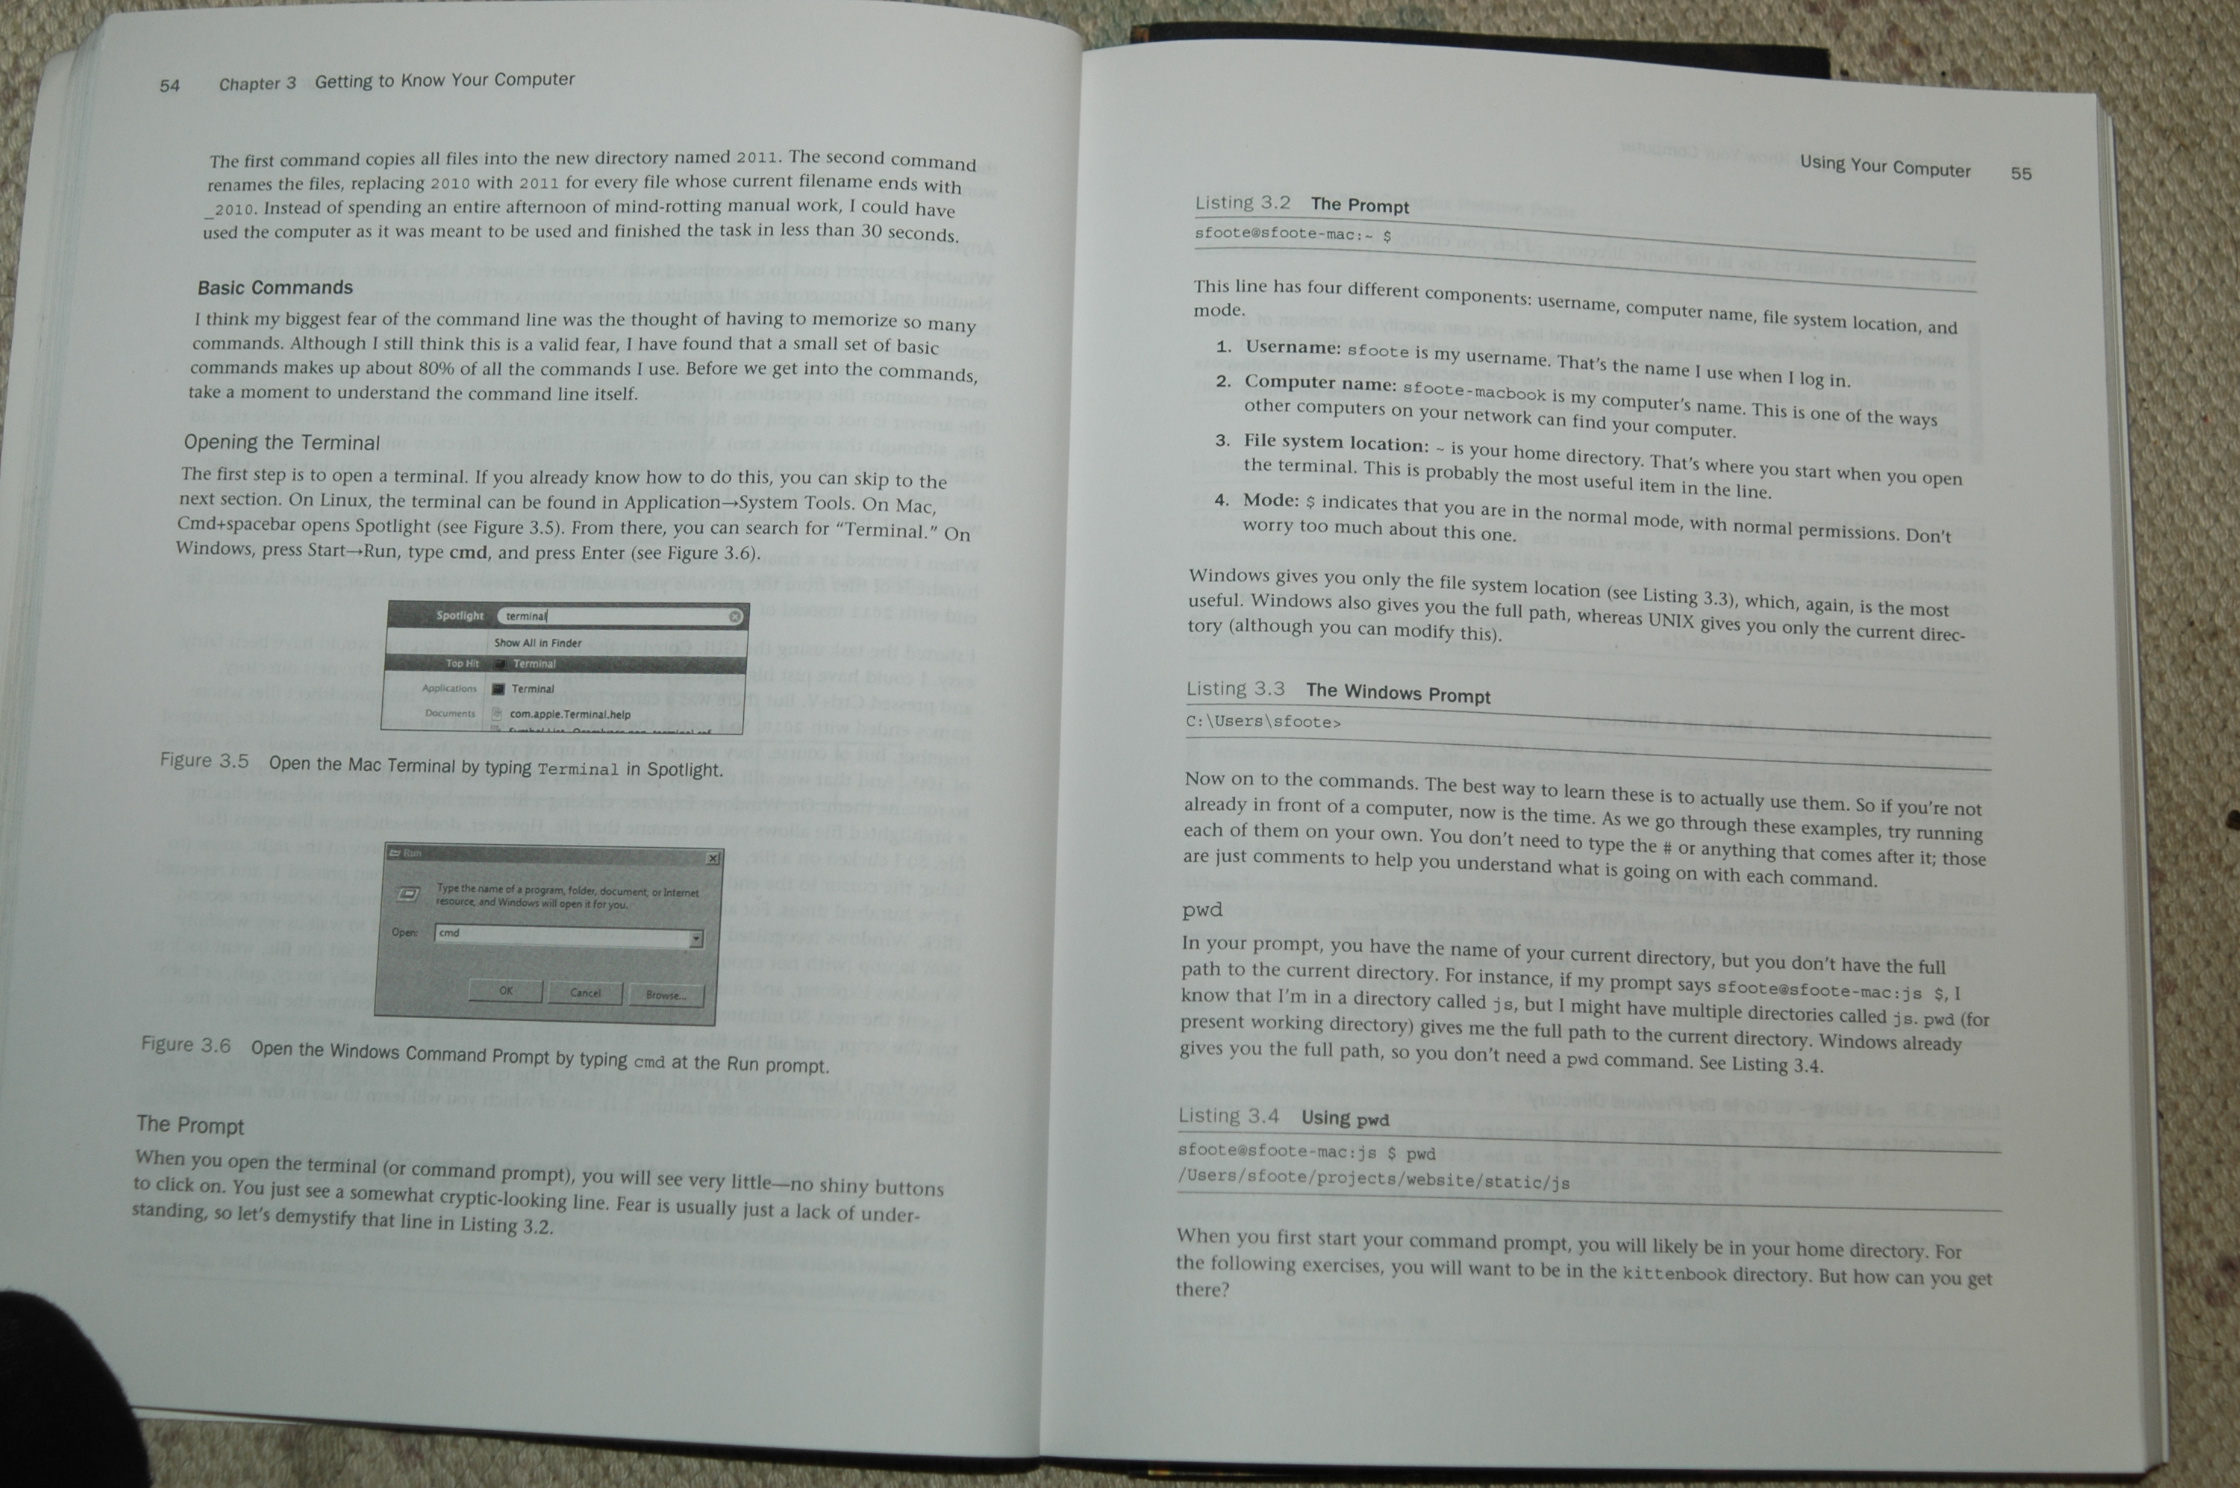 54 Chapter 3 Getting to Know Your Computer
The first command copies all files into the new directory named 2011. The second command
renames the files, replacing 2010 with 2011 for every file whose current filename ends with
_2010. Instead of spending an entire afternoon of mind-rotting manual work, I could have
used the computer as it was meant to be used and finished the task in less than 30 seconds.
Basic Commands
I think my biggest fear of the command line was the thought of having to memorize so many
commands. Although I still think this is a valid fear, I have found that a small set of basic
commands makes up about 80% of all the commands I use. Before we get into the commands,
take a moment to understand the command line itself.
Opening the Terminal
The first step is to open a terminal. If you already know how to do this, you can skip to the
next section. On Linux, the terminal can be found in Application→System Tools. On Mac,
Cmd+spacebar opens Spotlight (see Figure 3.5). From there, you can search for “Terminal.” On
Windows, press Start→Run, type cmd, and press Enter (see Figure 3.6).
Spotlight terminal
Show All in Finder
Top Hit Terminal
Applications Terminal
Documents com.apple.Terminal.help
Figure 3.5 Open the Mac Terminal by typing Terminal in Spotlight.
Run
Type the name of a program, folder, document, or Internet
resource, and Windows will open it for you.
Open: cmd
OK Cancel Browse...
Figure 3.6 Open the Windows Command Prompt by typing cmd at the Run prompt.
The Prompt
When you open the terminal (or command prompt), you will see very little—no shiny buttons
to click on. You just see a somewhat cryptic-looking line. Fear is usually just a lack of under-
standing, so let’s demystify that line in Listing 3.2.
Using Your Computer 55
Listing 3.2 The Prompt
sfoote@sfoote-mac:~ $
This line has four different components: username, computer name, file system location, and
mode.
1. Username: sfoote is my username. That’s the name I use when I log in.
2. Computer name: sfoote-macbook is my computer’s name. This is one of the ways
other computers on your network can find your computer.
3. File system location: ~ is your home directory. That’s where you start when you open
the terminal. This is probably the most useful item in the line.
4. Mode: $ indicates that you are in the normal mode, with normal permissions. Don’t
worry too much about this one.
Windows gives you only the file system location (see Listing 3.3), which, again, is the most
useful. Windows also gives you the full path, whereas UNIX gives you only the current direc-
tory (although you can modify this).
Listing 3.3 The Windows Prompt
C:\Users\sfoote>
Now on to the commands. The best way to learn these is to actually use them. So if you’re not
already in front of a computer, now is the time. As we go through these examples, try running
each of them on your own. You don’t need to type the # or anything that comes after it; those
are just comments to help you understand what is going on with each command.
pwd
In your prompt, you have the name of your current directory, but you don’t have the full
path to the current directory. For instance, if my prompt says sfoote@sfoote-mac:js $, I
know that I’m in a directory called js, but I might have multiple directories called js. pwd (for
present working directory) gives me the full path to the current directory. Windows already
gives you the full path, so you don’t need a pwd command. See Listing 3.4.
Listing 3.4 Using pwd
sfoote@sfoote-mac:js $ pwd
/Users/sfoote/projects/website/static/js
When you first start your command prompt, you will likely be in your home directory. For
the following exercises, you will want to be in the kittenbook directory. But how can you get
there?